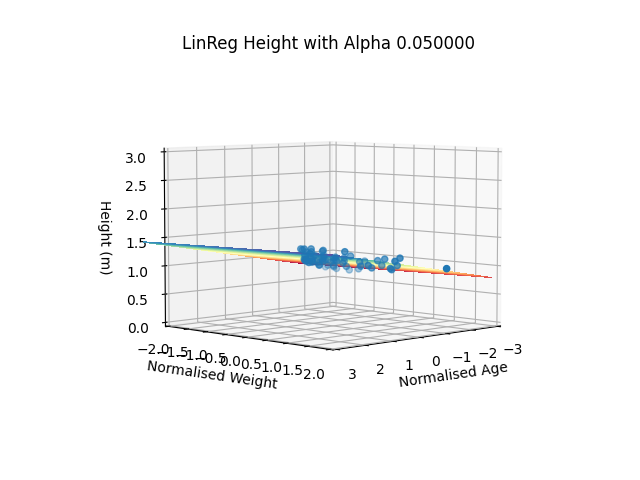 LinReg Height with Alpha 0.050000
3.0
2.5
2.0
1.5
1.0
0.5
0.0
Height (m)
−2.0 −1.5 −1.0 −0.5 0.0 0.5 1.0 1.5 2.0
Normalised Weight
3 2 1 0 −1 −2 −3
Normalised Age